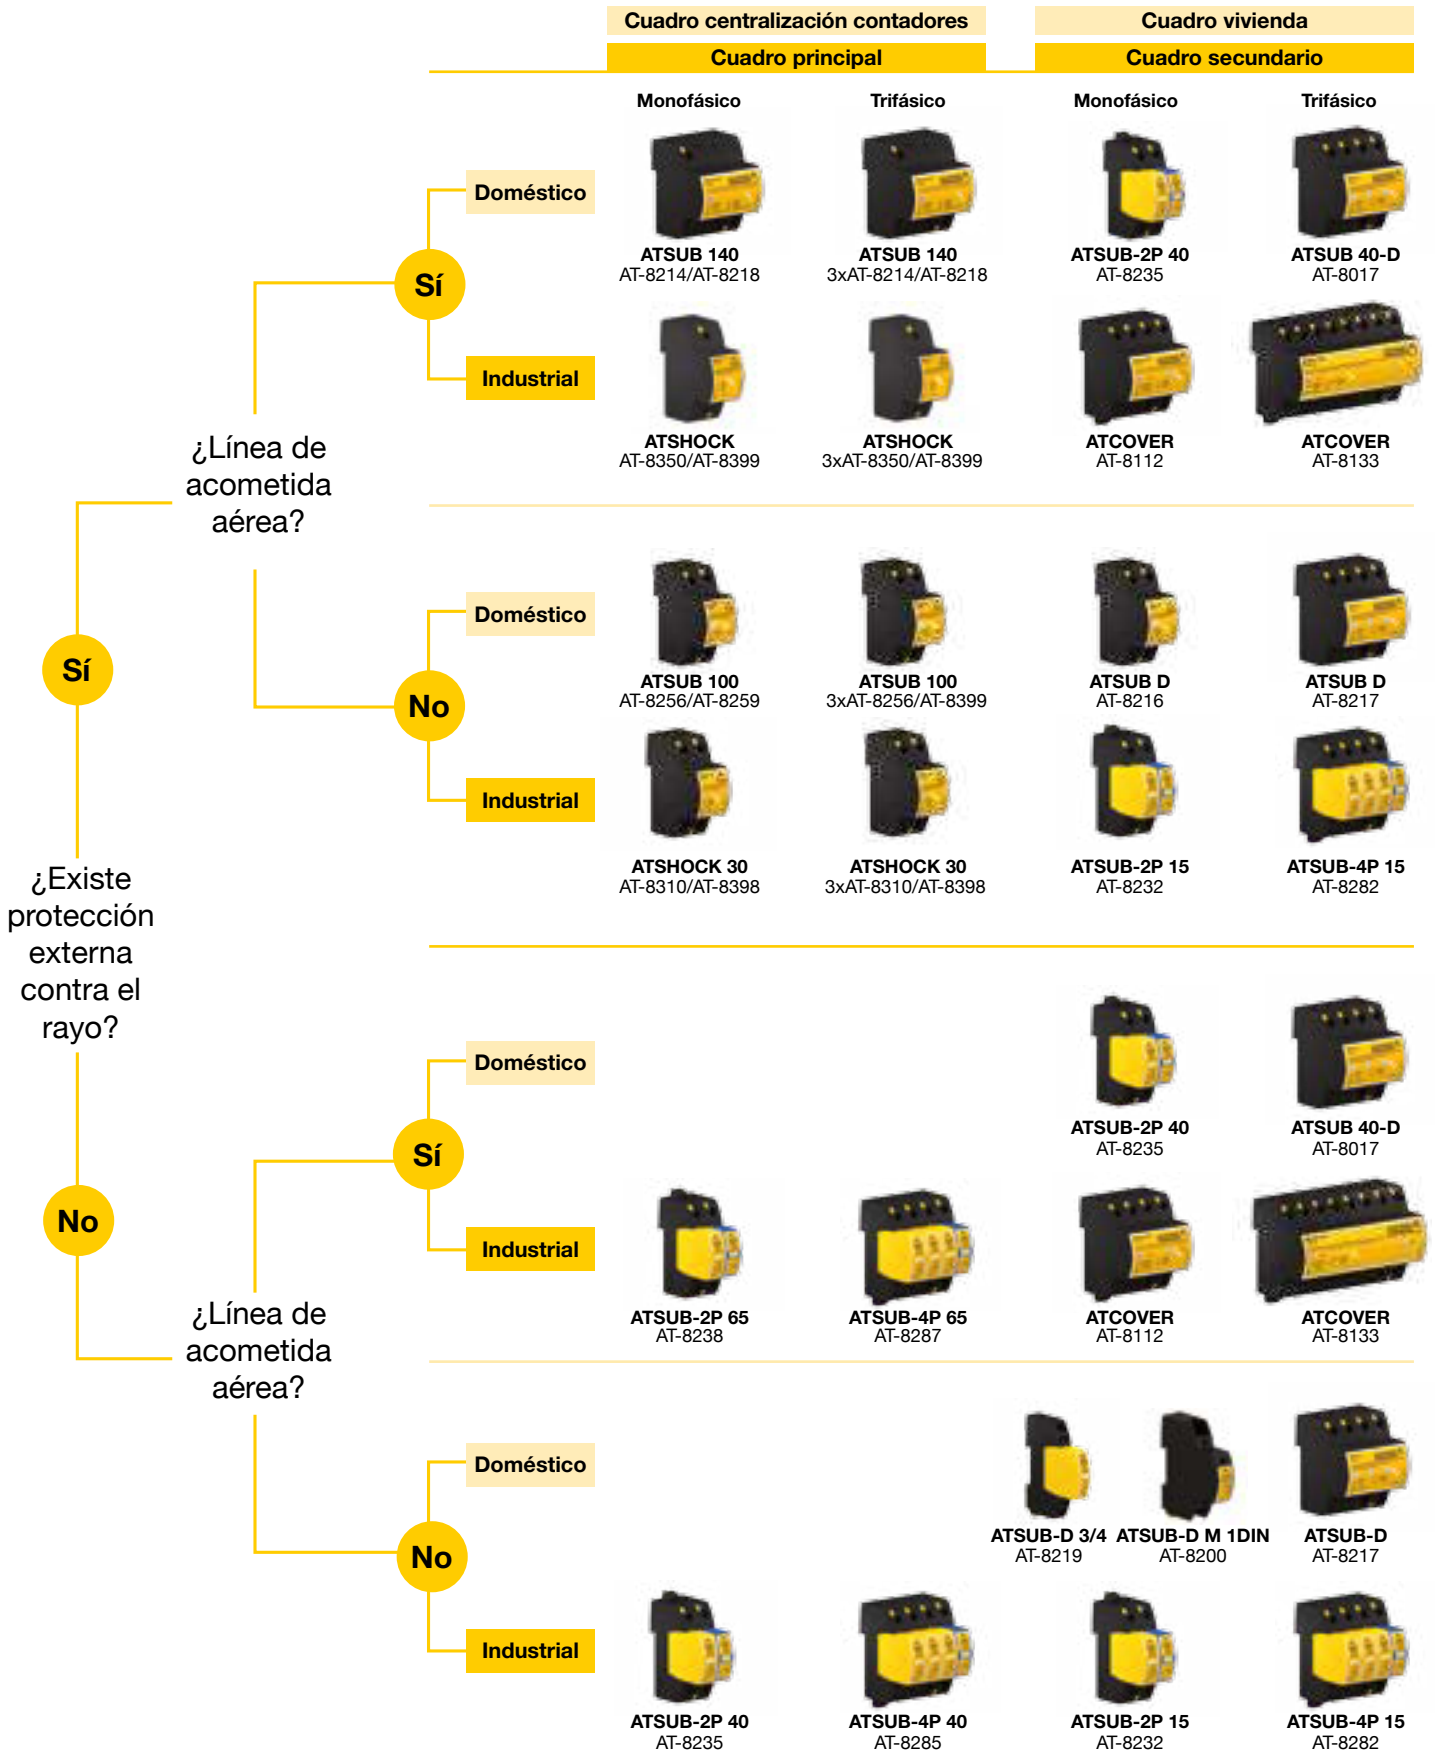 Cuadro centralización contadores
Cuadro vivienda
Cuadro principal
Cuadro secundario
Monofásico
Trifásico
Monofásico
Trifásico
Doméstico
ATSUB 140
AT-8214/AT-8218
ATSUB 140
3xAT-8214/AT-8218
ATSUB-2P 40
AT-8235
ATSUB 40-D
AT-8017
Sí
Industrial
ATSHOCK
AT-8350/AT-8399
ATSHOCK
3xAT-8350/AT-8399
ATCOVER
AT-8112
ATCOVER
AT-8133
¿Línea de
acometida
aérea?
Doméstico
Sí
ATSUB 100
AT-8256/AT-8259
ATSUB 100
3xAT-8256/AT-8399
ATSUB D
AT-8216
ATSUB D
AT-8217
No
Industrial
ATSHOCK 30
AT-8310/AT-8398
ATSHOCK 30
3xAT-8310/AT-8398
ATSUB-2P 15
AT-8232
ATSUB-4P 15
AT-8282
¿Existe
protección
externa
contra el
rayo?
Doméstico
ATSUB-2P 40
AT-8235
ATSUB 40-D
AT-8017
Sí
No
Industrial
ATSUB-2P 65
AT-8238
ATSUB-4P 65
AT-8287
ATCOVER
AT-8112
ATCOVER
AT-8133
¿Línea de
acometida
aérea?
Doméstico
ATSUB-D 3/4
AT-8219
ATSUB-D M 1DIN
AT-8200
ATSUB-D
AT-8217
No
Industrial
ATSUB-2P 40
AT-8235
ATSUB-4P 40
AT-8285
ATSUB-2P 15
AT-8232
ATSUB-4P 15
AT-8282